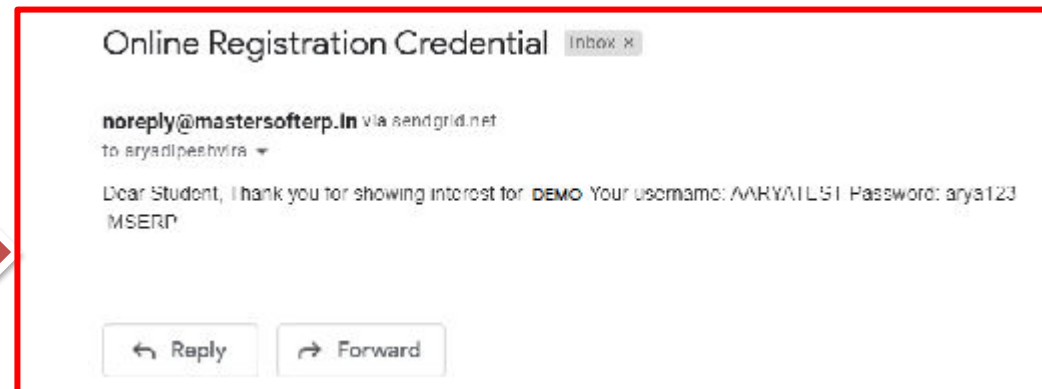 Online Registration Credential Inbox ×
noreply@mastersofterp.in via sendgrid.net
to aryadipeshvira
Dear Student, Thank you for showing interest for DEMO Your username: AARYATEST Password: arya123
MSERP
Reply Forward